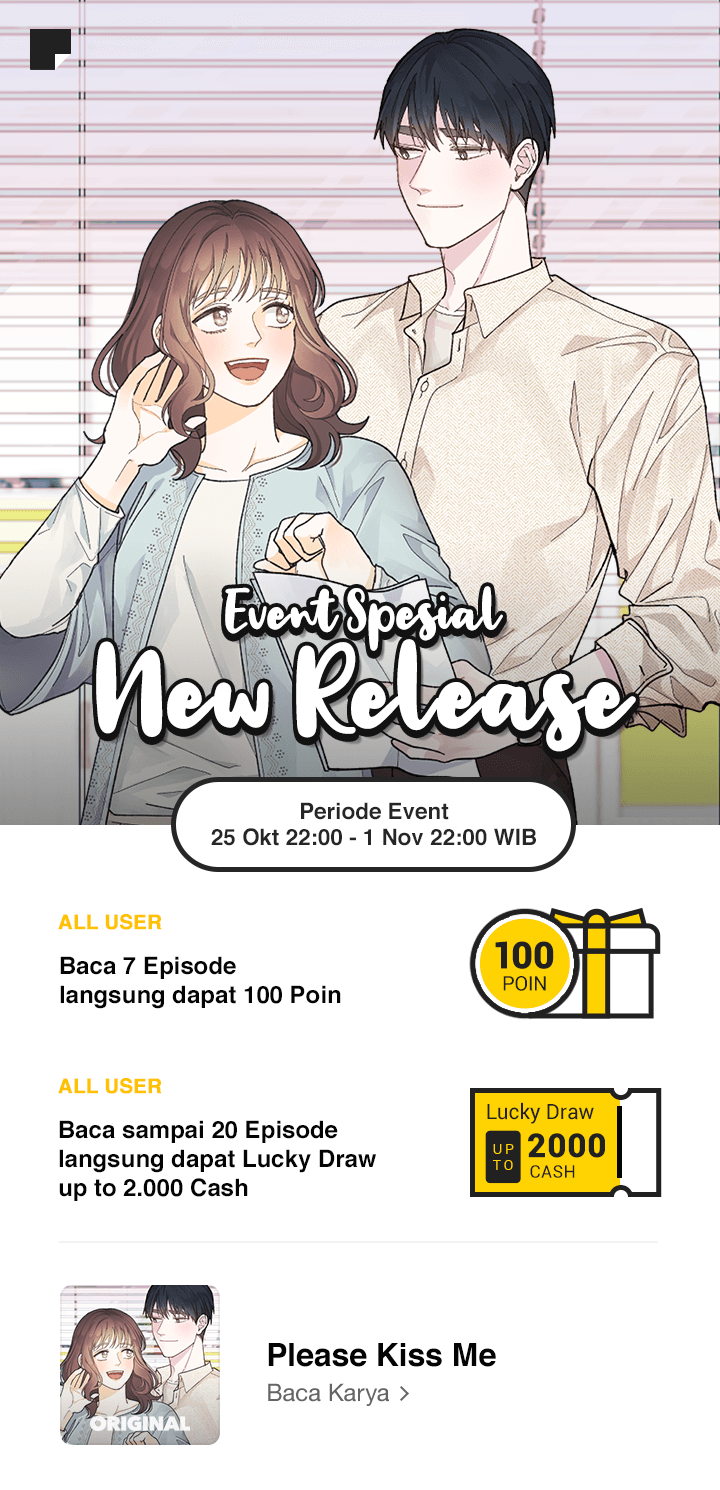 Event Spesial
New Release
Periode Event
25 Okt 22:00 - 1 Nov 22:00 WIB
ALL USER
Baca 7 Episode
langsung dapat 100 Poin
100
POIN
ALL USER
Baca sampai 20 Episode
langsung dapat Lucky Draw
up to 2.000 Cash
Lucky Draw
UP TO 2000
CASH
ORIGINAL
Please Kiss Me
Baca Karya >